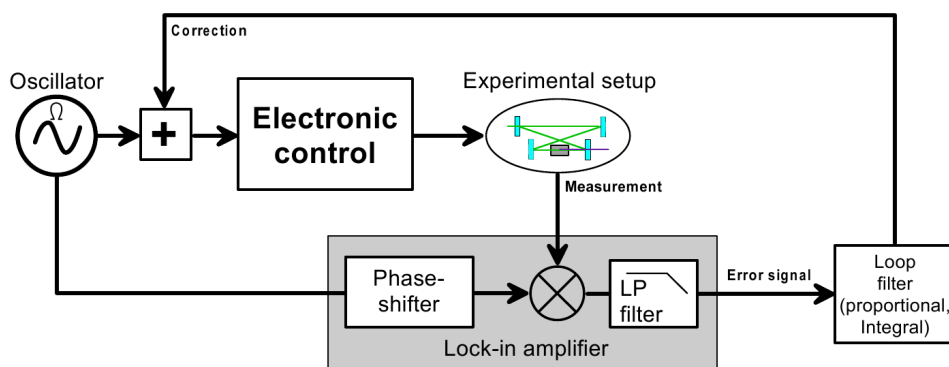 Correction
Oscillator
Ω
+
Electronic
control
Experimental setup
Measurement
Phase-
shifter
LP
filter
Lock-in amplifier
Error signal
Loop
filter
(proportional,
Integral)